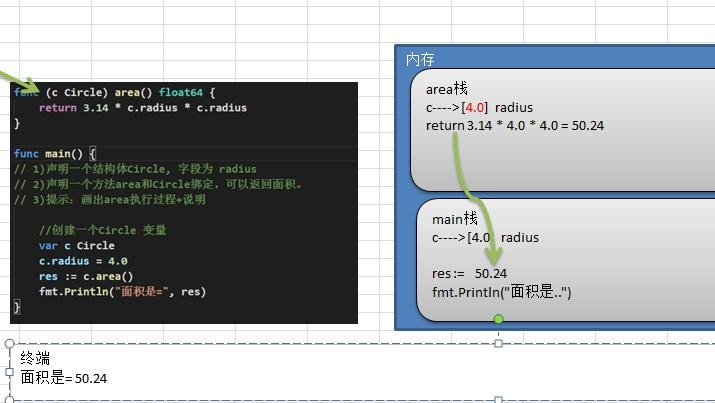 func (c Circle) area() float64 {
return 3.14 * c.radius * c.radius
}
func main() {
// 1)声明一个结构体Circle, 字段为 radius
// 2)声明一个方法area和Circle绑定，可以返回面积。
// 3)提示：画出area执行过程+说明
//创建一个Circle 变量
var c Circle
c.radius = 4.0
res := c.area()
fmt.Println("面积是=", res)
}
内存
area栈
c---->[4.0] radius
return 3.14 * 4.0 * 4.0 = 50.24
main栈
c---->[4.0] radius
res := 50.24
fmt.Println("面积是..")
终端
面积是= 50.24